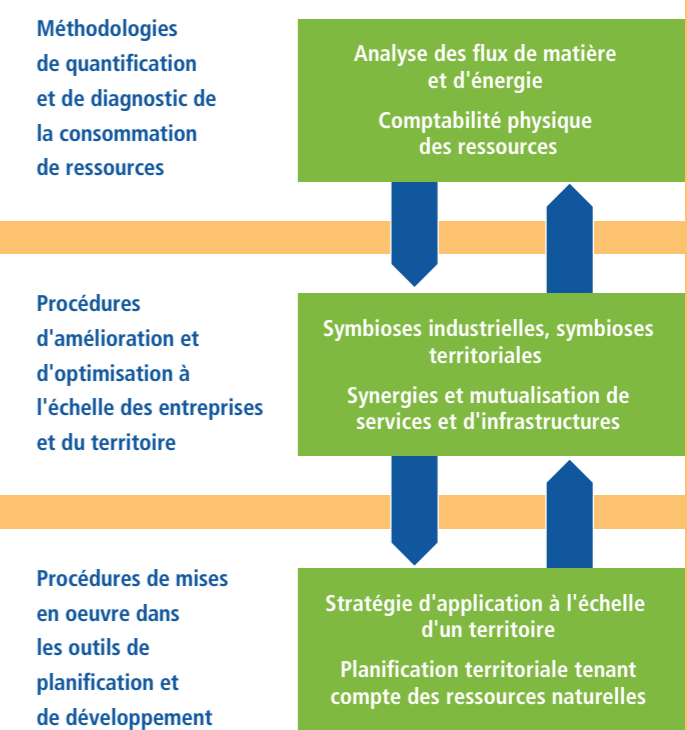 Méthodologies
de quantification
et de diagnostic de
la consommation
de ressources
Analyse des flux de matière
et d'énergie
Comptabilité physique
des ressources
Procédures
d'amélioration et
d'optimisation à
l'échelle des entreprises
et du territoire
Symbioses industrielles, symbioses
territoriales
Synergies et mutualisation de
services et d'infrastructures
Procédures de mises
en oeuvre dans
les outils de
planification et
de développement
Stratégie d'application à l'échelle
d'un territoire
Planification territoriale tenant
compte des ressources naturelles